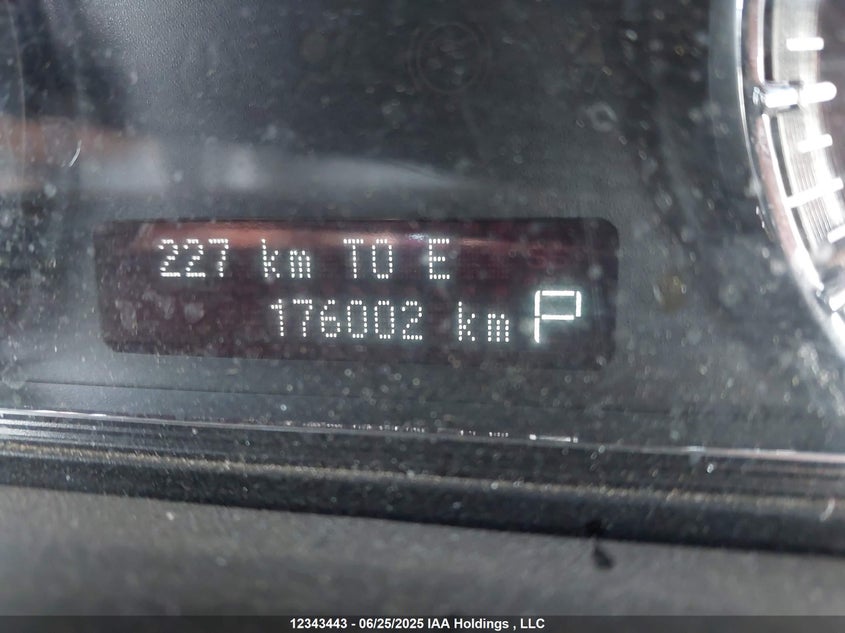 227 km TO E
176002 km P
12343443 - 06/25/2025 IAA Holdings , LLC